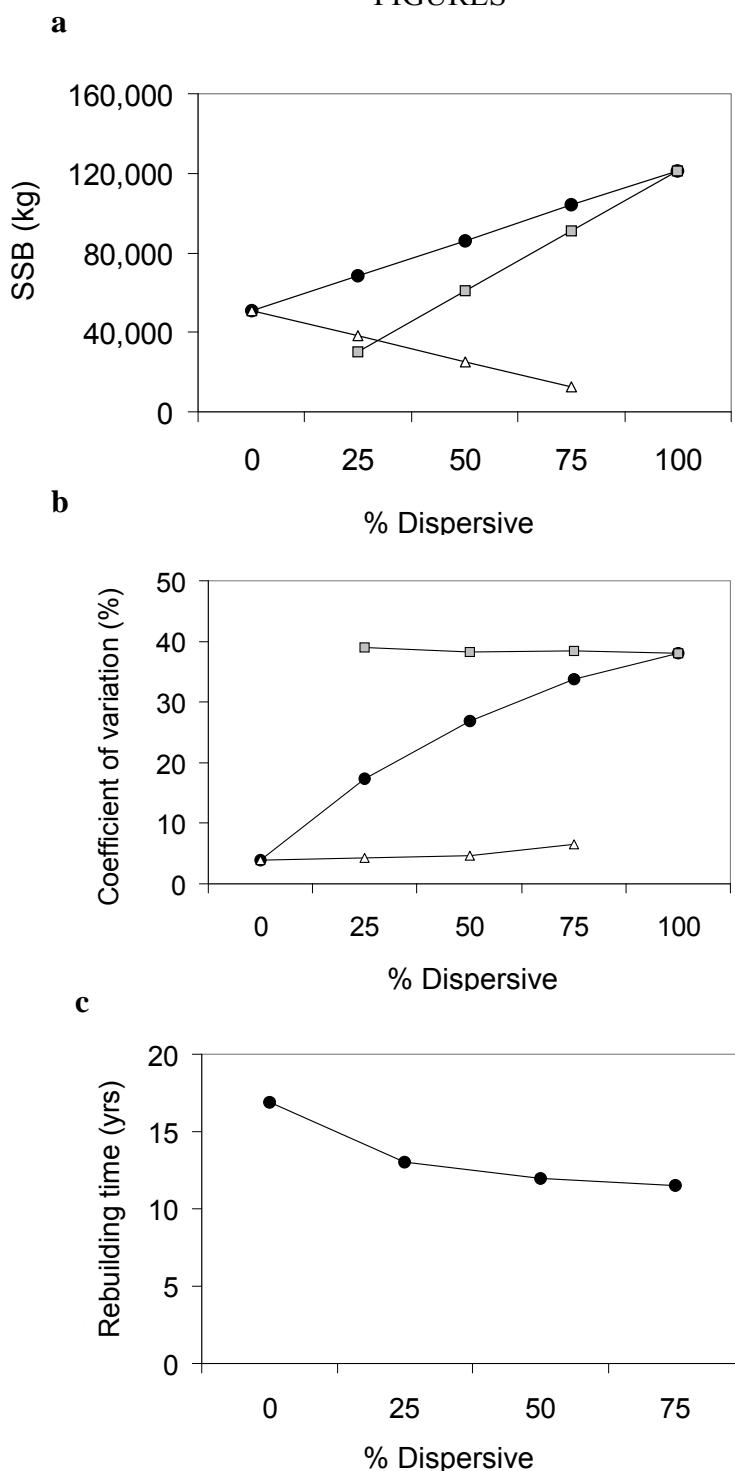 FIGURES
a
160,000
120,000
80,000
40,000
0
SSB (kg)
0 25 50 75 100
% Dispersive
b
50
40
30
20
10
0
Coefficient of variation (%)
0 25 50 75 100
% Dispersive
c
20
15
10
5
0
Rebuilding time (yrs)
0 25 50 75
% Dispersive